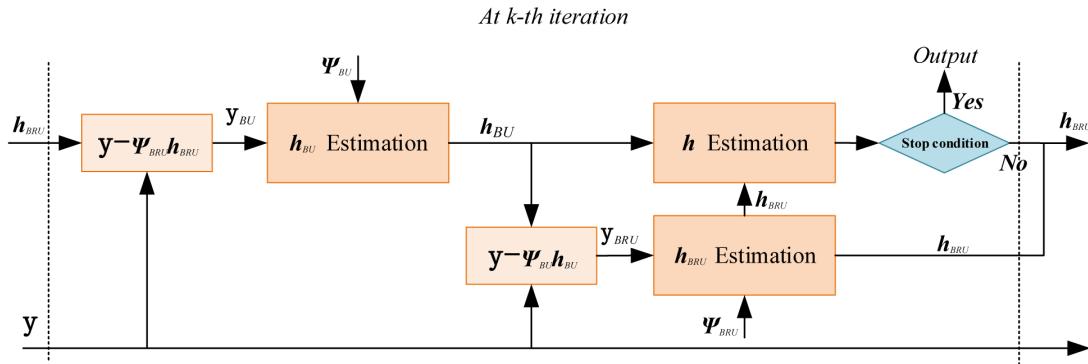 At k-th iteration
Output
Ψ_BU
Yes
h_BRU
y_BU
h_BU
h_BRU
y−Ψ_BRU h_BRU
h_BU Estimation
h Estimation
Stop condition
No
h_BRU
y_BRU
h_BRU
y−Ψ_BU h_BU
h_BRU Estimation
Ψ_BRU
y